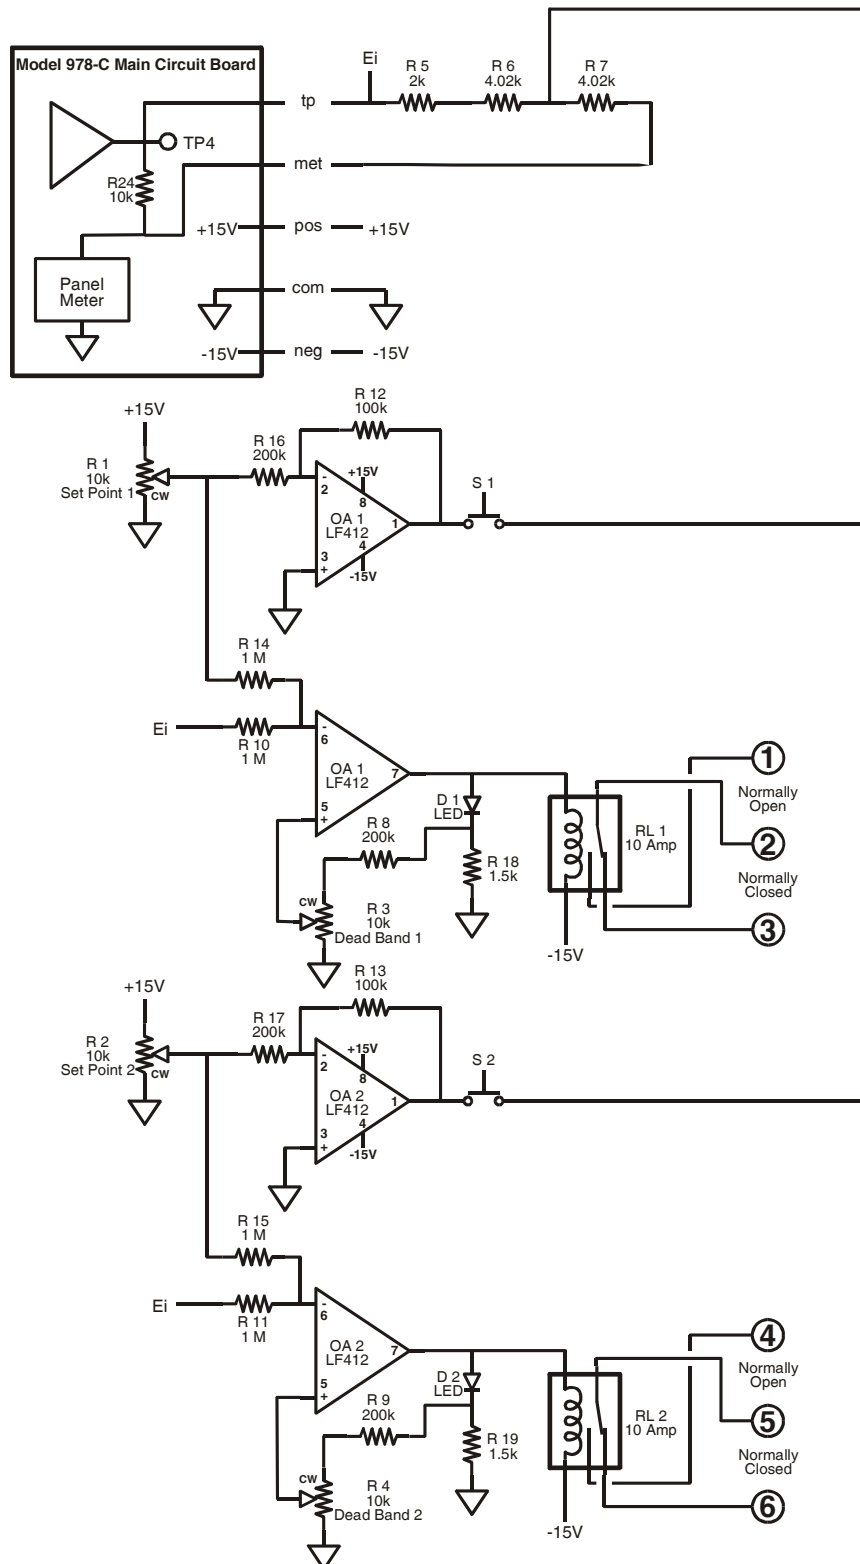 Model 978-C Main Circuit Board
Ei
R 5
2k
R 6
4.02k
R 7
4.02k
tp
TP4
met
R24
10k
+15V
pos
+15V
Panel
Meter
com
-15V
neg
-15V
+15V
R 1
10k
Set Point 1
CW
R 16
200k
R 12
100k
+15V
-
2
8
OA 1
LF412
1
3
+
4
-15V
S 1
R 14
1 M
Ei
R 10
1 M
-
6
OA 1
LF412
7
5
+
D 1
LED
R 8
200k
R 18
1.5k
CW
R 3
10k
Dead Band 1
RL 1
10 Amp
-15V
1
Normally
Open
2
Normally
Closed
3
+15V
R 2
10k
Set Point 2
CW
R 17
200k
R 13
100k
+15V
-
2
8
OA 2
LF412
1
3
+
4
-15V
S 2
R 15
1 M
Ei
R 11
1 M
-
6
OA 2
LF412
7
5
+
D 2
LED
R 9
200k
R 19
1.5k
CW
R 4
10k
Dead Band 2
RL 2
10 Amp
-15V
4
Normally
Open
5
Normally
Closed
6